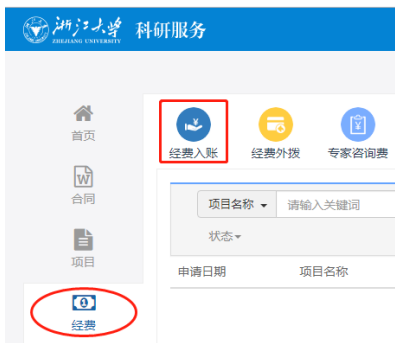 浙江大学 科研服务
ZHEJIANG UNIVERSITY
首页
合同
项目
经费
经费入账 经费外拨 专家咨询费
项目名称 请输入关键词
状态
申请日期 项目名称